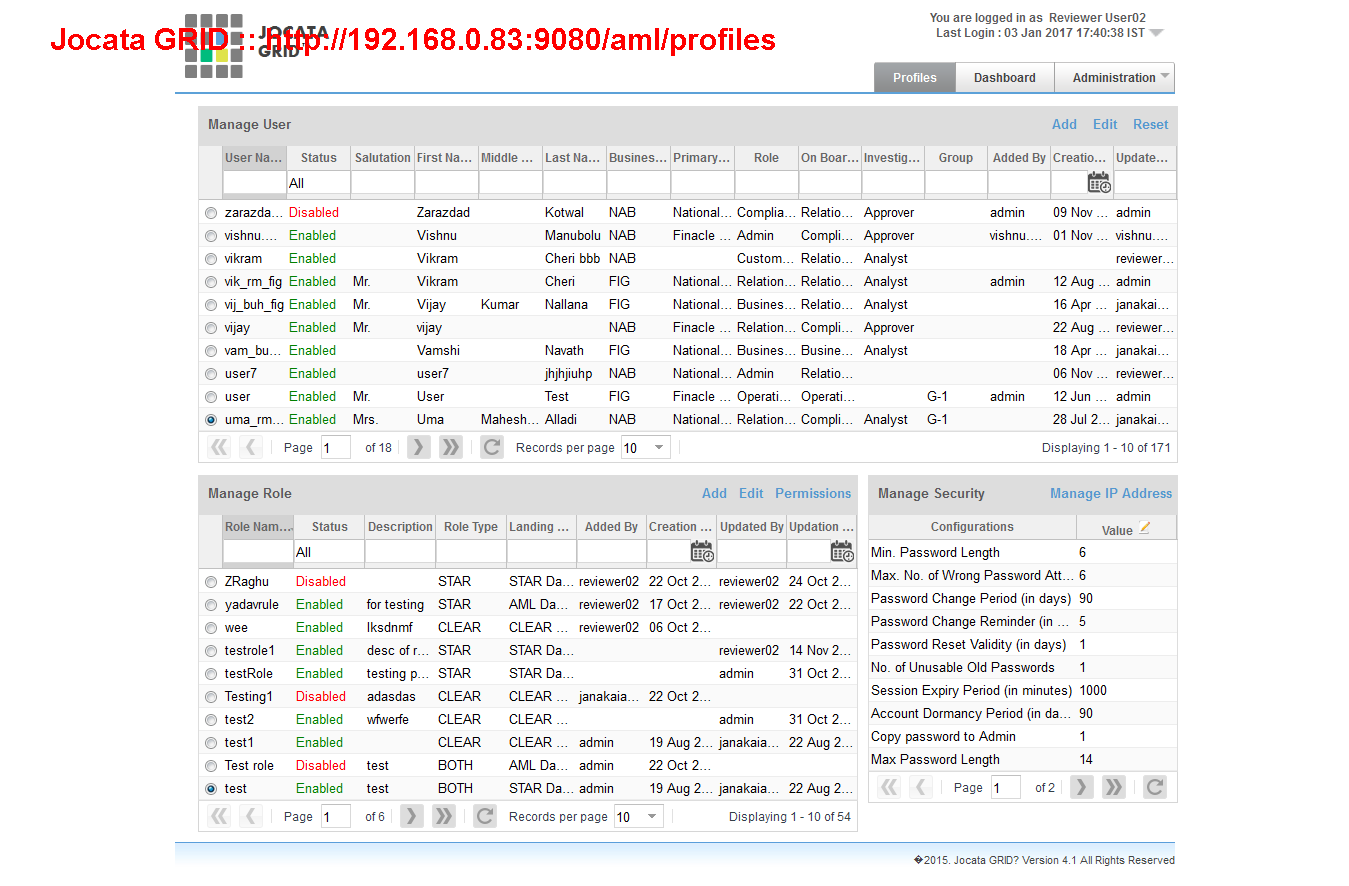 Jocata GRID :: http://192.168.0.83:9080/aml/profiles
JOCATA
GRID
You are logged in as Reviewer User02
Last Login : 03 Jan 2017 17:40:38 IST
Profiles Dashboard Administration
Manage User Add Edit Reset
User Na... Status Salutation First Na... Middle ... Last Na... Business... Primary... Role On Boar... Investig... Group Added By Creatio... Update...
All
zarazda... Disabled Zarazdad Kotwal NAB National... Complia... Relatio... Approver admin 09 Nov ... admin
vishnu.... Enabled Vishnu Manubolu NAB Finacle ... Admin Compli... Approver vishnu.... 01 Nov ... vishnu....
vikram Enabled Vikram Cheri bbb NAB Custom... Relatio... Analyst reviewer...
vik_rm_fig Enabled Mr. Vikram Cheri FIG National... Relation... Relatio... Analyst admin 12 Aug ... admin
vij_buh_fig Enabled Mr. Vijay Kumar Nallana FIG National... Busines... Relatio... Analyst 16 Apr ... janakai...
vijay Enabled Mr. vijay NAB Finacle ... Relation... Compli... Approver 22 Aug ... reviewer...
vam_bu... Enabled Vamshi Navath FIG National... Busines... Busine... Analyst 18 Apr ... janakai...
user7 Enabled user7 jhjhjiuhp NAB National... Admin Relatio... 06 Nov ... reviewer...
user Enabled Mr. User Test FIG Finacle ... Operati... Operati... G-1 admin 12 Jun ... admin
uma_rm... Enabled Mrs. Uma Mahesh... Alladi NAB National... Relation... Compli... Analyst G-1 28 Jul 2... janakai...
Page 1 of 18 Records per page 10 Displaying 1 - 10 of 171
Manage Role Add Edit Permissions
Role Nam... Status Description Role Type Landing ... Added By Creation ... Updated By Updation ...
All
ZRaghu Disabled STAR STAR Da... reviewer02 22 Oct 2... reviewer02 24 Oct 2...
yadavrule Enabled for testing STAR AML Da... reviewer02 17 Oct 2... reviewer02 22 Oct 2...
wee Enabled lksdnmf CLEAR CLEAR ... reviewer02 06 Oct 2...
testrole1 Enabled desc of r... STAR STAR Da... reviewer02 14 Nov 2...
testRole Enabled testing p... STAR STAR Da... admin 31 Oct 2...
Testing1 Disabled adasdas CLEAR CLEAR ... janakaia... 22 Oct 2...
test2 Enabled wfwerfe CLEAR CLEAR ... admin 31 Oct 2...
test1 Enabled CLEAR CLEAR ... admin 19 Aug 2... janakaia... 22 Aug 2...
Test role Disabled test BOTH AML Da... admin 22 Oct 2...
test Enabled test BOTH STAR Da... admin 19 Aug 2... janakaia... 22 Aug 2...
Page 1 of 6 Records per page 10 Displaying 1 - 10 of 54
Manage Security Manage IP Address
Configurations Value
Min. Password Length 6
Max. No. of Wrong Password Att... 6
Password Change Period (in days) 90
Password Change Reminder (in ... 5
Password Reset Validity (in days) 1
No. of Unusable Old Passwords 1
Session Expiry Period (in minutes) 1000
Account Dormancy Period (in da... 90
Copy password to Admin 1
Max Password Length 14
Page 1 of 2
�2015. Jocata GRID? Version 4.1 All Rights Reserved